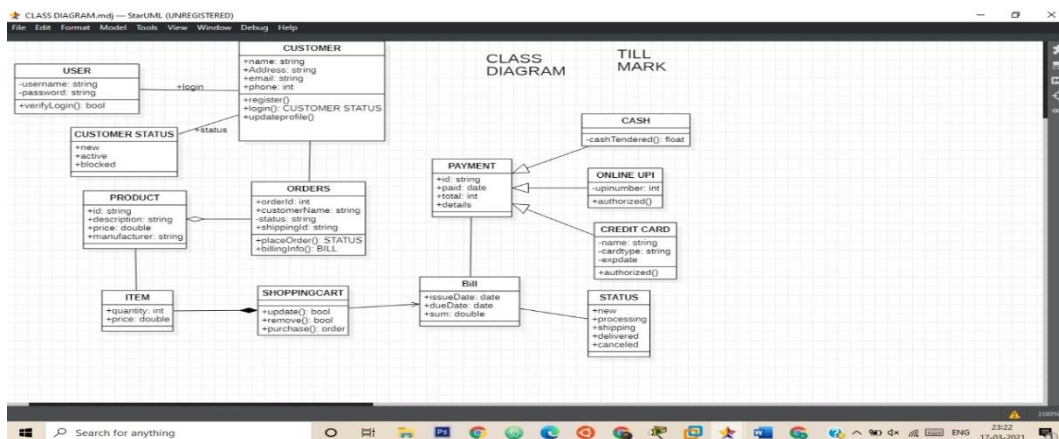 CLASS DIAGRAM.mdj — StarUML (UNREGISTERED)
File Edit Format Model Tools View Window Debug Help
CLASS
DIAGRAM
TILL
MARK
USER
-username: string
-password: string
+verifyLogin(): bool
+login
CUSTOMER
+name: string
+Address: string
+email: string
+phone: int
+register()
+login(): CUSTOMER STATUS
+updateprofile()
CUSTOMER STATUS
+new
+active
+blocked
+status
PRODUCT
+id: string
+description: string
+price: double
+manufacturer: string
ORDERS
+orderId: int
+customerName: string
-status: string
+shippingId: string
+placeOrder(): STATUS
+billingInfo(): BILL
ITEM
+quantity: int
+price: double
SHOPPINGCART
+update(): bool
+remove(): bool
+purchase(): order
PAYMENT
+id: string
+paid: date
+total: int
+details
CASH
-cashTendered(): float
ONLINE UPI
-upinumber: int
+authorized()
CREDIT CARD
-name: string
-cardtype: string
-expdate
+authorized()
Bill
+issueDate: date
+dueDate: date
+sum: double
STATUS
+new
+processing
+shipping
+delivered
+canceled
100%
Search for anything
Ps
ENG
23:22
17-03-2021